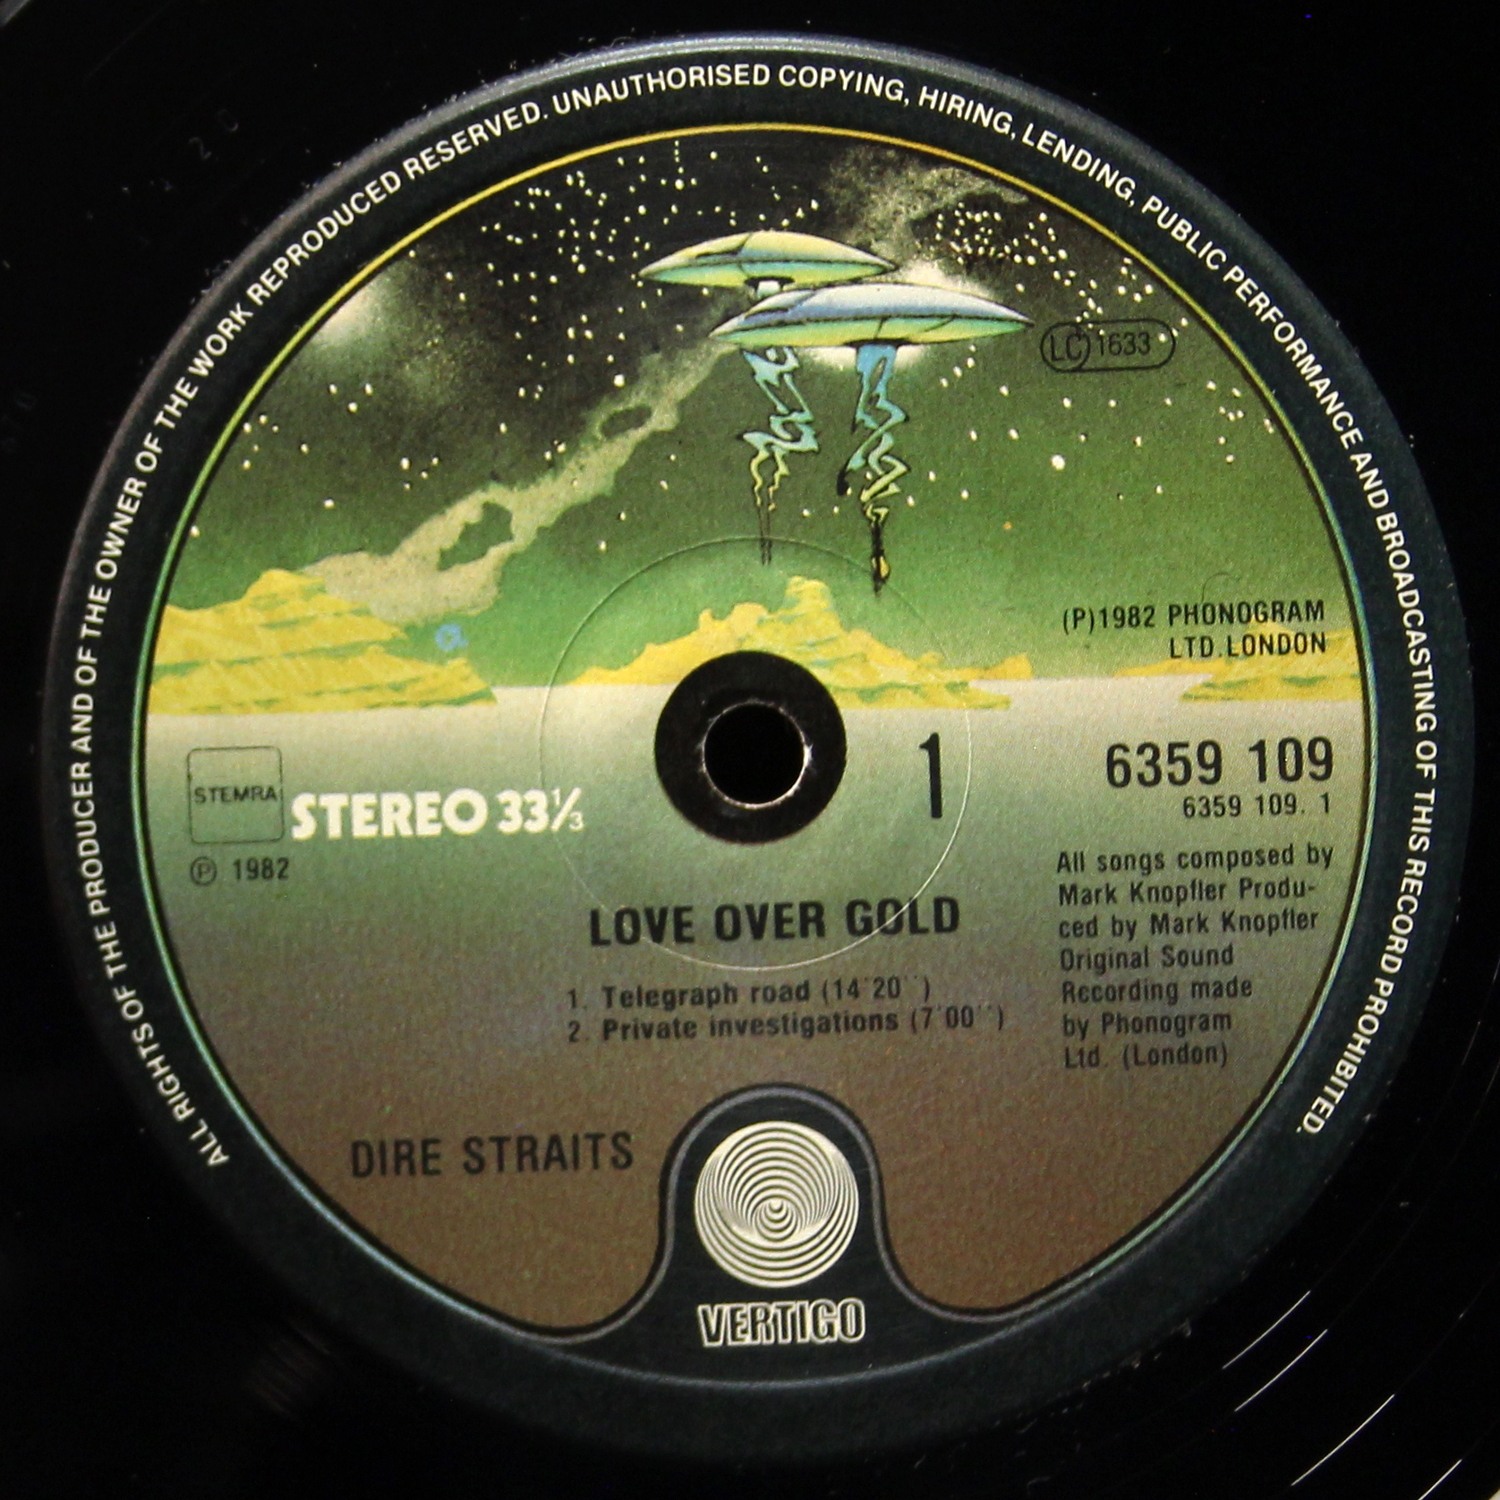 ALL RIGHTS OF THE PRODUCER AND OF THE OWNER OF THE WORK REPRODUCED RESERVED. UNAUTHORISED COPYING, HIRING, LENDING, PUBLIC PERFORMANCE AND BROADCASTING OF THIS RECORD PROHIBITED.
LC 1633
(P)1982 PHONOGRAM
LTD.LONDON
1
6359 109
6359 109. 1
STEMRA
STEREO 33⅓
Ⓟ 1982
All songs composed by
Mark Knopfler Produ-
ced by Mark Knopfler
Original Sound
Recording made
by Phonogram
Ltd. (London)
LOVE OVER GOLD
1. Telegraph road (14'20'')
2. Private investigations (7'00'')
DIRE STRAITS
VERTIGO